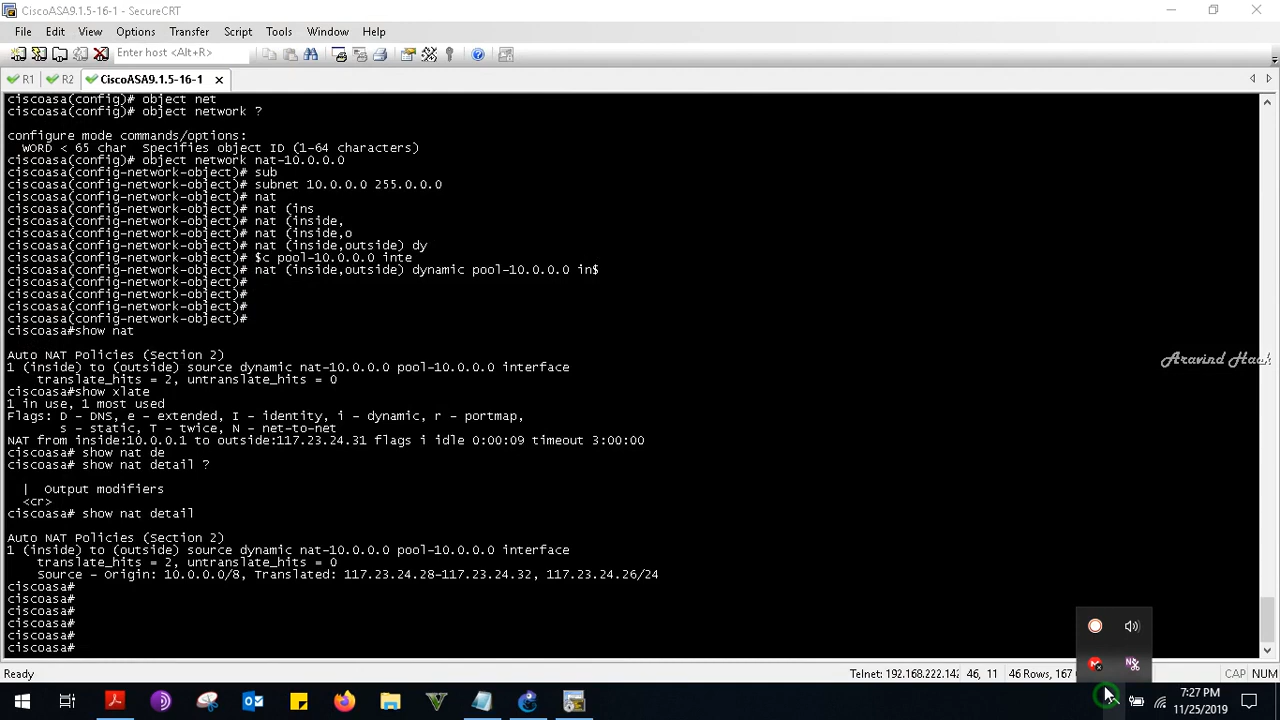 CiscoASA9.1.5-16-1 - SecureCRT
File Edit View Options Transfer Script Tools Window Help
Enter host <Alt+R>
R1 R2 CiscoASA9.1.5-16-1
ciscoasa(config)# object net
ciscoasa(config)# object network ?
configure mode commands/options:
WORD < 65 char Specifies object ID (1-64 characters)
ciscoasa(config)# object network nat-10.0.0.0
ciscoasa(config-network-object)# sub
ciscoasa(config-network-object)# subnet 10.0.0.0 255.0.0.0
ciscoasa(config-network-object)# nat
ciscoasa(config-network-object)# nat (ins
ciscoasa(config-network-object)# nat (inside,
ciscoasa(config-network-object)# nat (inside,o
ciscoasa(config-network-object)# nat (inside,outside) dy
ciscoasa(config-network-object)# $c pool-10.0.0.0 inte
ciscoasa(config-network-object)# nat (inside,outside) dynamic pool-10.0.0.0 in$
ciscoasa(config-network-object)#
ciscoasa(config-network-object)#
ciscoasa(config-network-object)#
ciscoasa(config-network-object)#
ciscoasa#show nat
Auto NAT Policies (Section 2)
1 (inside) to (outside) source dynamic nat-10.0.0.0 pool-10.0.0.0 interface
translate_hits = 2, untranslate_hits = 0
ciscoasa#show xlate
1 in use, 1 most used
Flags: D - DNS, e - extended, I - identity, i - dynamic, r - portmap,
s - static, T - twice, N - net-to-net
NAT from inside:10.0.0.1 to outside:117.23.24.31 flags i idle 0:00:09 timeout 3:00:00
ciscoasa# show nat de
ciscoasa# show nat detail ?
| Output modifiers
<cr>
ciscoasa# show nat detail
Auto NAT Policies (Section 2)
1 (inside) to (outside) source dynamic nat-10.0.0.0 pool-10.0.0.0 interface
translate_hits = 2, untranslate_hits = 0
Source - Origin: 10.0.0.0/8, Translated: 117.23.24.28-117.23.24.32, 117.23.24.26/24
ciscoasa#
ciscoasa#
ciscoasa#
ciscoasa#
ciscoasa#
ciscoasa#
Aravind Hack
Ready Telnet: 192.168.222.142 46, 11 46 Rows, 167 CAP NUM
7:27 PM
11/25/2019